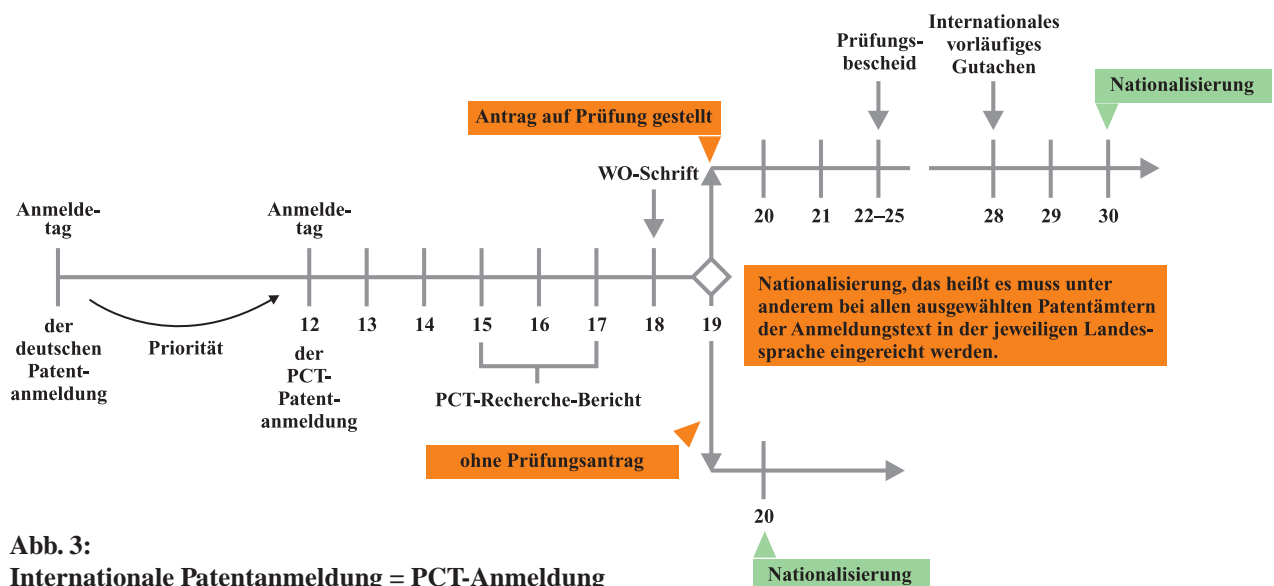 Internationales
vorläufiges
Gutachen
Prüfungs-
bescheid
Nationalisierung
Antrag auf Prüfung gestellt
WO-Schrift
20
21
22–25
28
29
30
Anmelde-
tag
Anmelde-
tag
Nationalisierung, das heißt es muss unter
anderem bei allen ausgewählten Patentämtern
der Anmeldungstext in der jeweiligen Landes-
sprache eingereicht werden.
12
13
14
15
16
17
18
19
der
deutschen
Patent-
anmeldung
Priorität
der
PCT-
Patent-
anmeldung
PCT-Recherche-Bericht
ohne Prüfungsantrag
20
Nationalisierung
Abb. 3:
Internationale Patentanmeldung = PCT-Anmeldung